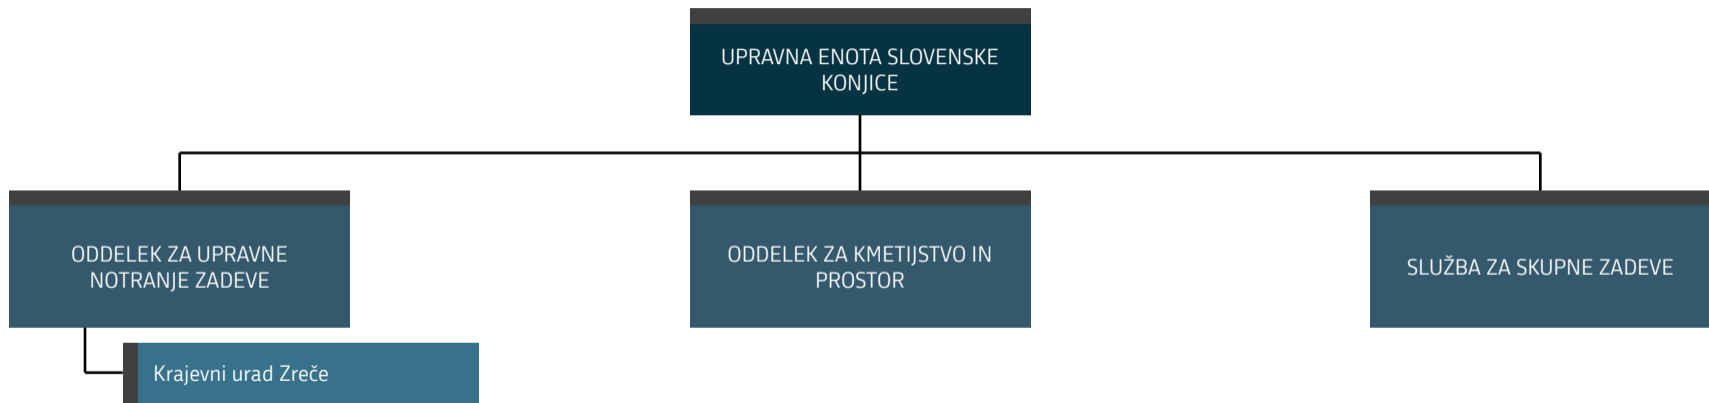 UPRAVNA ENOTA SLOVENSKE
KONJICE
ODDELEK ZA UPRAVNE
NOTRANJE ZADEVE
ODDELEK ZA KMETIJSTVO IN
PROSTOR
SLUŽBA ZA SKUPNE ZADEVE
Krajevni urad Zreče